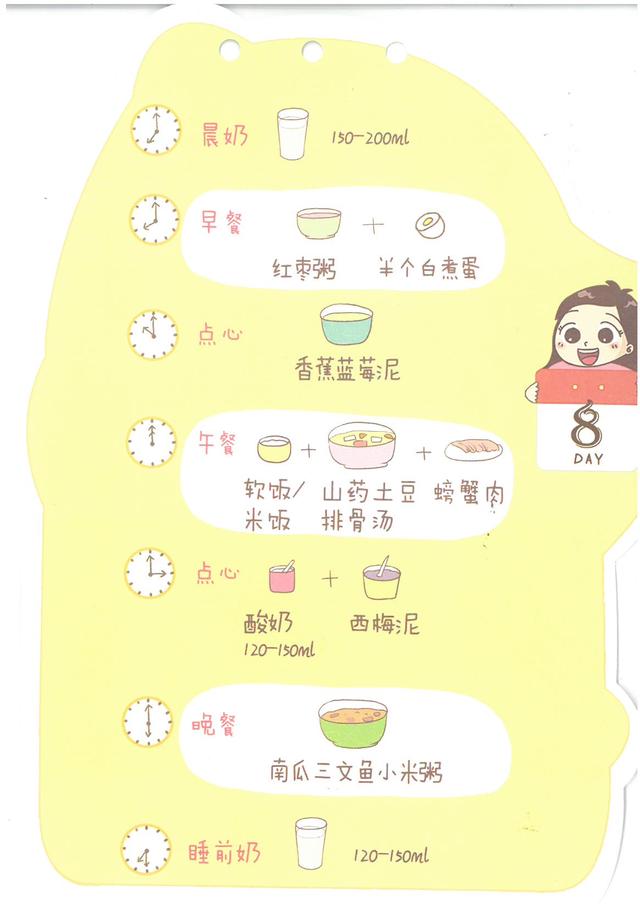 晨奶 150-200ml
早餐
红枣粥 半个白煮蛋
点心
香蕉蓝莓泥
午餐
软饭/ 山药土豆 螃蟹肉
米饭 排骨汤
8
DAY
点心
酸奶 西梅泥
120-150ml
晚餐
南瓜三文鱼小米粥
睡前奶 120-150ml